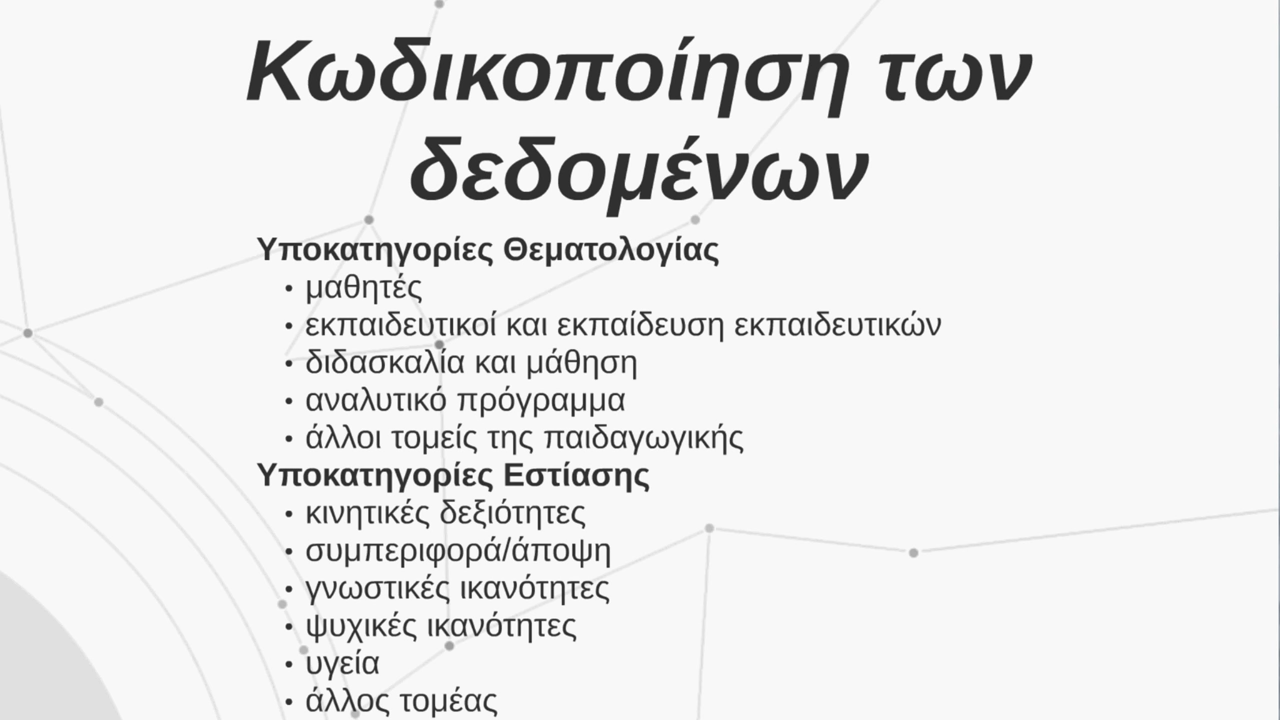 Κωδικοποίηση των
δεδομένων
Υποκατηγορίες Θεματολογίας
• μαθητές
• εκπαιδευτικοί και εκπαίδευση εκπαιδευτικών
• διδασκαλία και μάθηση
• αναλυτικό πρόγραμμα
• άλλοι τομείς της παιδαγωγικής
Υποκατηγορίες Εστίασης
• κινητικές δεξιότητες
• συμπεριφορά/άποψη
• γνωστικές ικανότητες
• ψυχικές ικανότητες
• υγεία
• άλλος τομέας